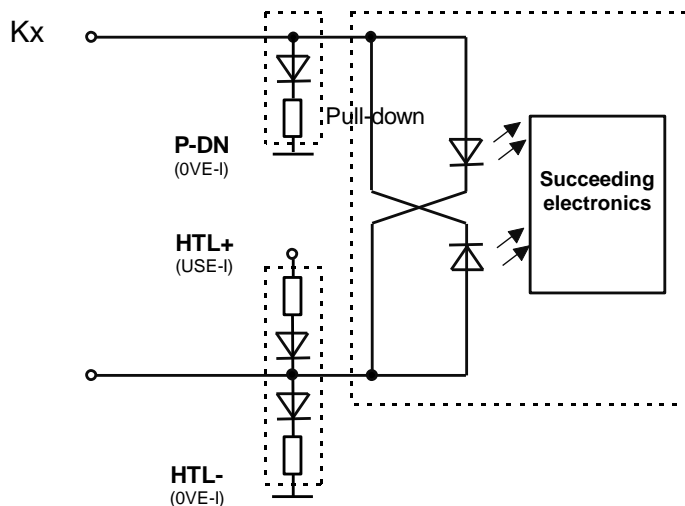 Kx
Pull-down
P-DN
(0VE-I)
Succeeding
electronics
HTL+
(USE-I)
HTL-
(0VE-I)